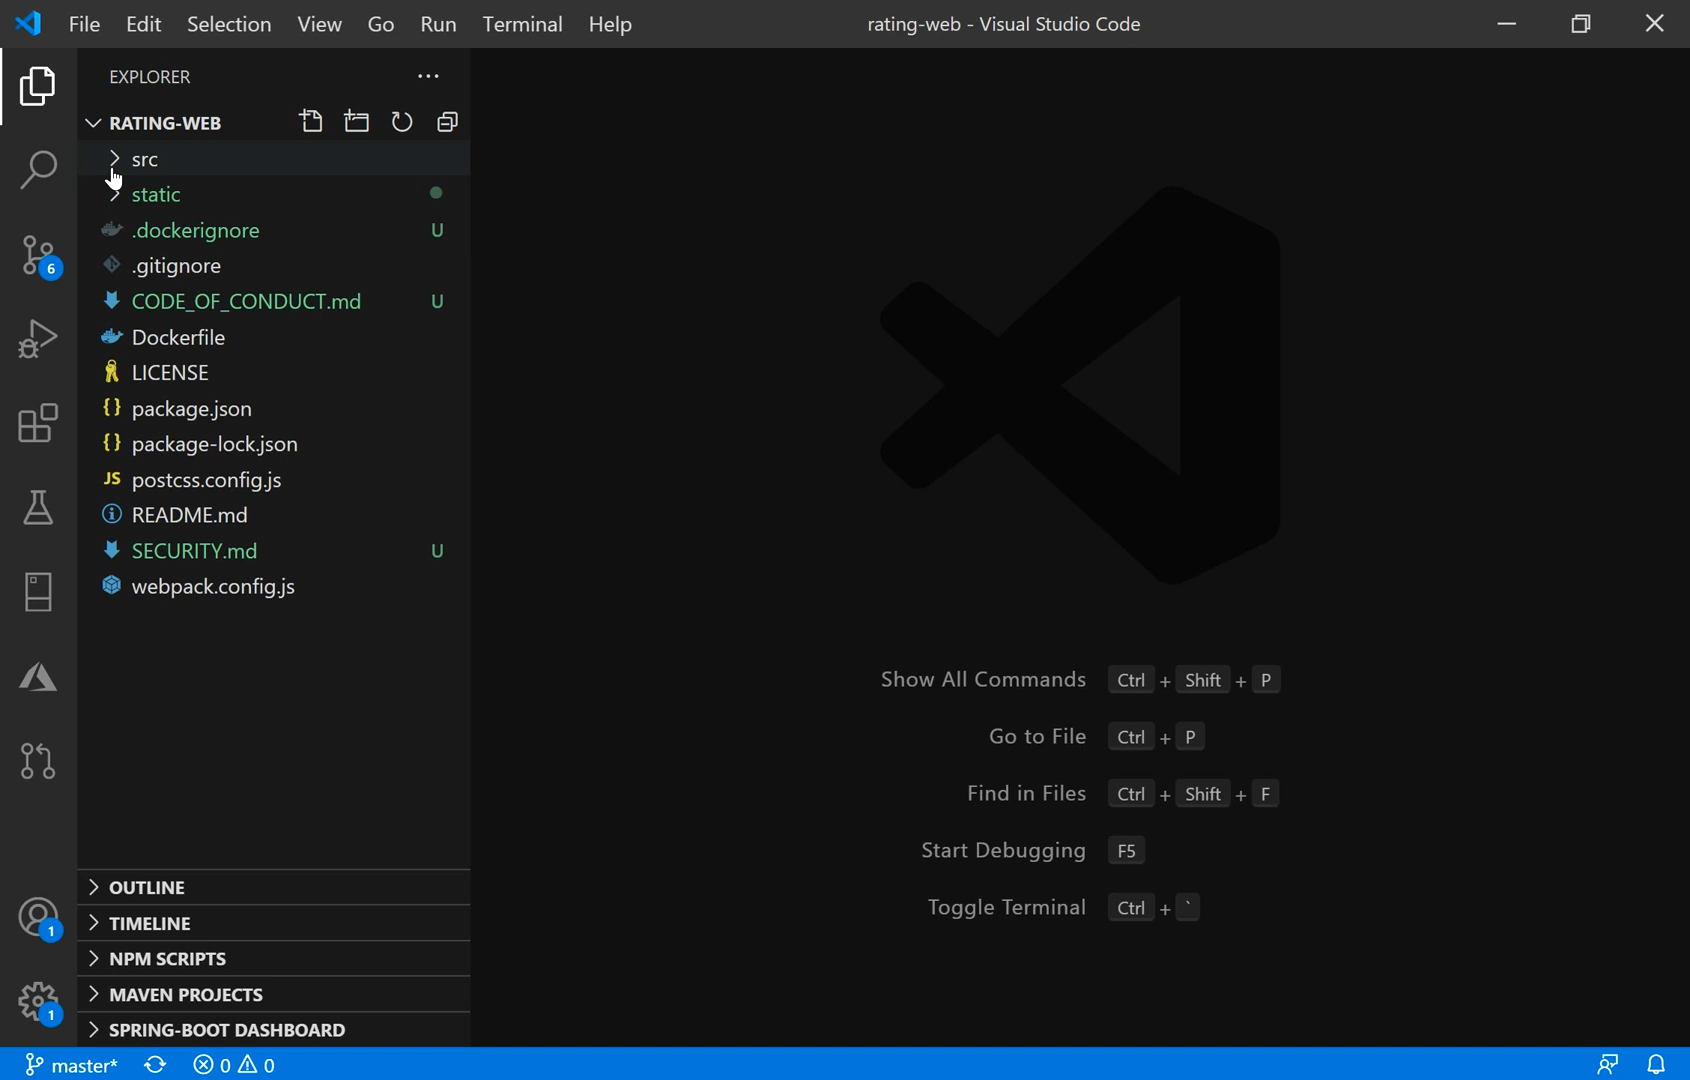 File Edit Selection View Go Run Terminal Help rating-web - Visual Studio Code
EXPLORER
RATING-WEB
src
static
.dockerignore U
.gitignore
6
CODE_OF_CONDUCT.md U
Dockerfile
LICENSE
{} package.json
{} package-lock.json
JS postcss.config.js
README.md
SECURITY.md U
webpack.config.js
Show All Commands Ctrl + Shift + P
Go to File Ctrl + P
Find in Files Ctrl + Shift + F
Start Debugging F5
Toggle Terminal Ctrl + `
OUTLINE
TIMELINE
1
NPM SCRIPTS
MAVEN PROJECTS
1
SPRING-BOOT DASHBOARD
master* 0 0